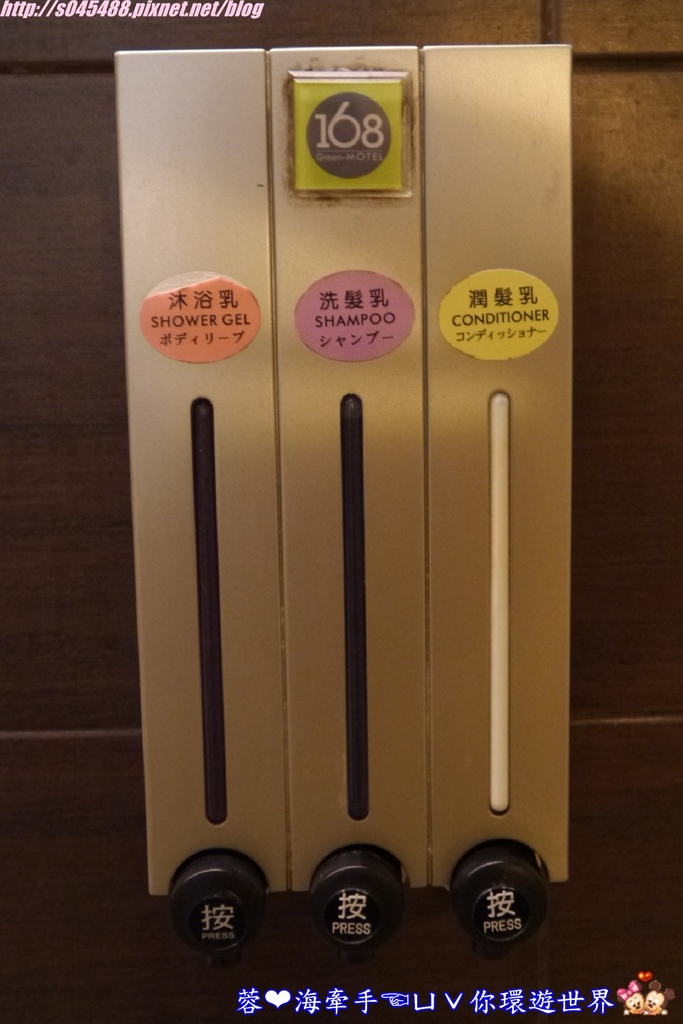 http://s045488.pixnet.net/blog
168
Green-MOTEL
沐浴乳
SHOWER GEL
ボディリープ
洗髮乳
SHAMPOO
シャンプー
潤髮乳
CONDITIONER
コンディッショナー
按
PRESS
按
PRESS
按
PRESS
蓉❤海牽手☜ㄩˇ你環遊世界